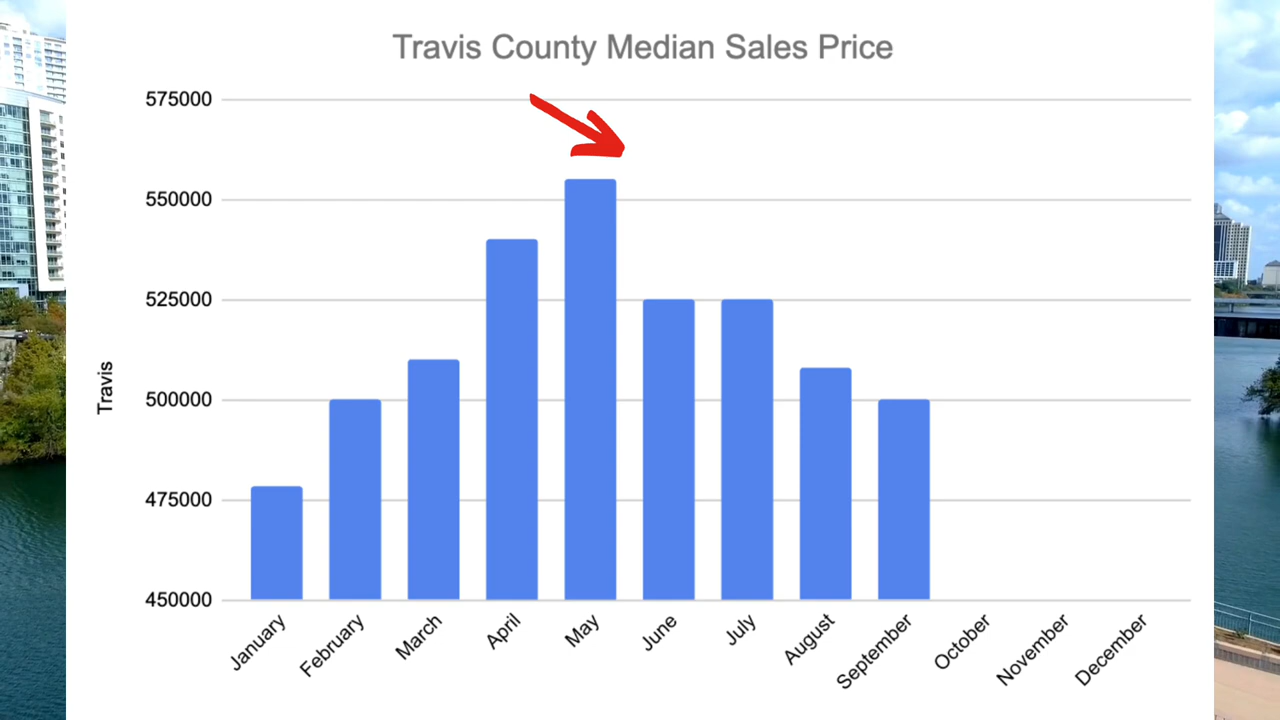 Travis County Median Sales Price
575000
550000
525000
500000
475000
450000
Travis
January
February
March
April
May
June
July
August
September
October
November
December